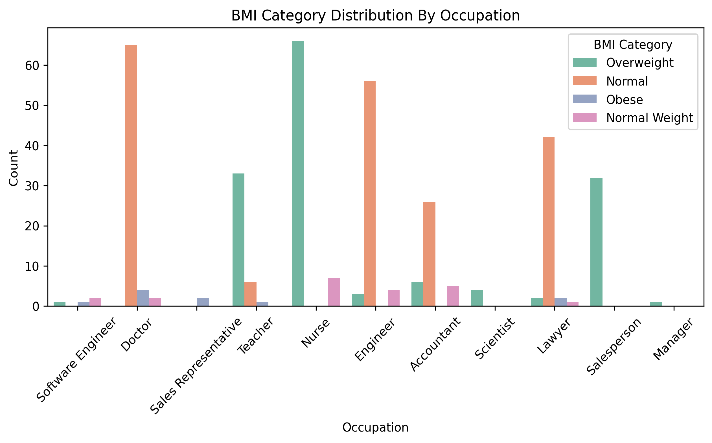 BMI Category Distribution By Occupation
BMI Category
Overweight
Normal
Obese
Normal Weight
Count
60
50
40
30
20
10
0
Software Engineer
Doctor
Sales Representative
Teacher
Nurse
Engineer
Accountant
Scientist
Lawyer
Salesperson
Manager
Occupation